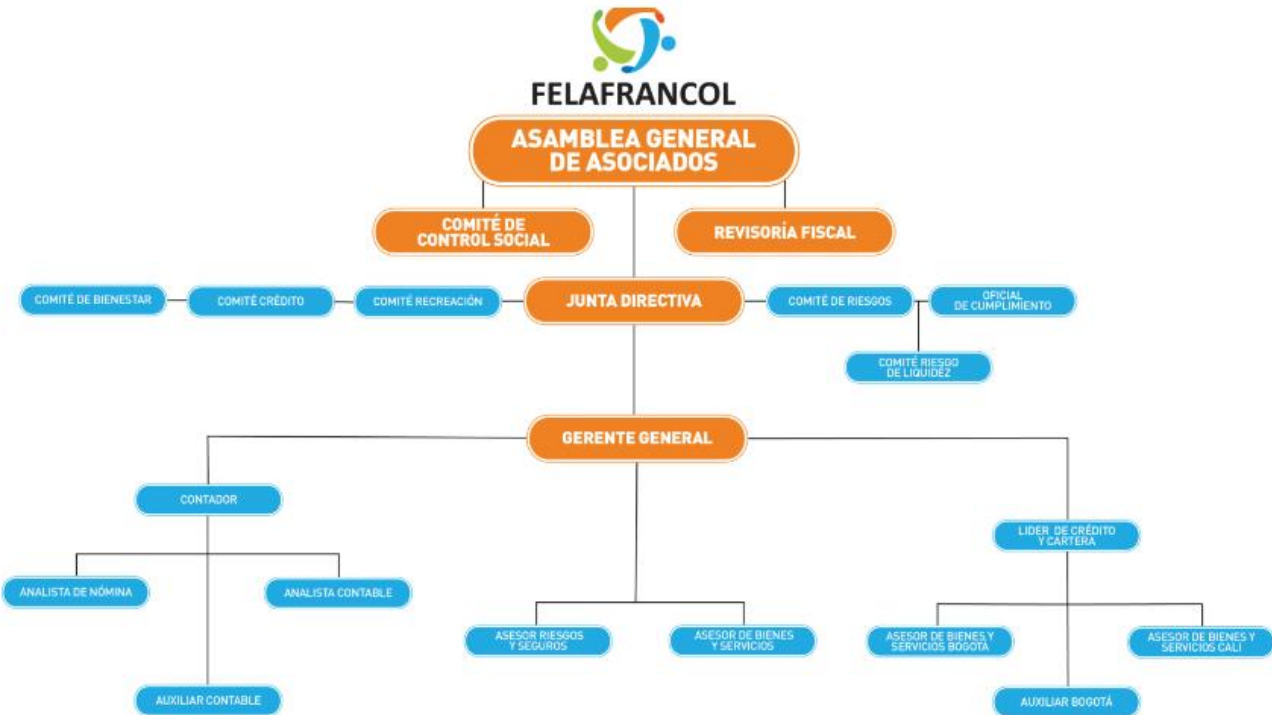 FELAFRANCOL
ASAMBLEA GENERAL
DE ASOCIADOS
COMITÉ DE
CONTROL SOCIAL
REVISORÍA FISCAL
COMITÉ DE BIENESTAR
COMITÉ CRÉDITO
COMITÉ RECREACIÓN
JUNTA DIRECTIVA
COMITÉ DE RIESGOS
OFICIAL
DE CUMPLIMIENTO
COMITÉ RIESGO
DE LIQUIDÉZ
GERENTE GENERAL
CONTADOR
LIDER DE CRÉDITO
Y CARTERA
ANALISTA DE NÓMINA
ANALISTA CONTABLE
ASESOR RIESGOS
Y SEGUROS
ASESOR DE BIENES
Y SERVICIOS
ASESOR DE BIENES Y
SERVICIOS BOGOTÁ
ASESOR DE BIENES Y
SERVICIOS CALI
AUXILIAR CONTABLE
AUXILIAR BOGOTÁ